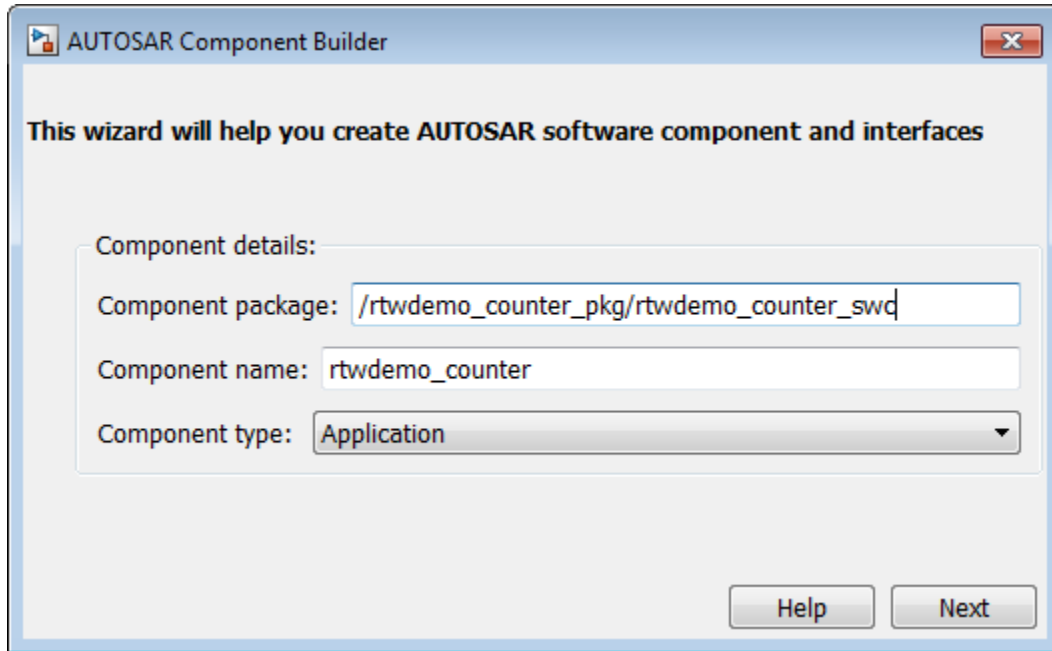 AUTOSAR Component Builder
This wizard will help you create AUTOSAR software component and interfaces
Component details:
Component package: /rtwdemo_counter_pkg/rtwdemo_counter_swc
Component name: rtwdemo_counter
Component type: Application
Help Next